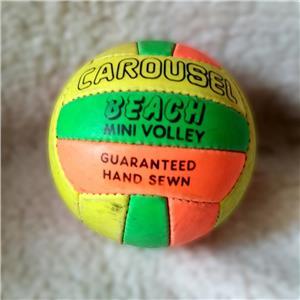 CAROUSEL
BEACH
MINI VOLLEY
GUARANTEED
HAND SEWN